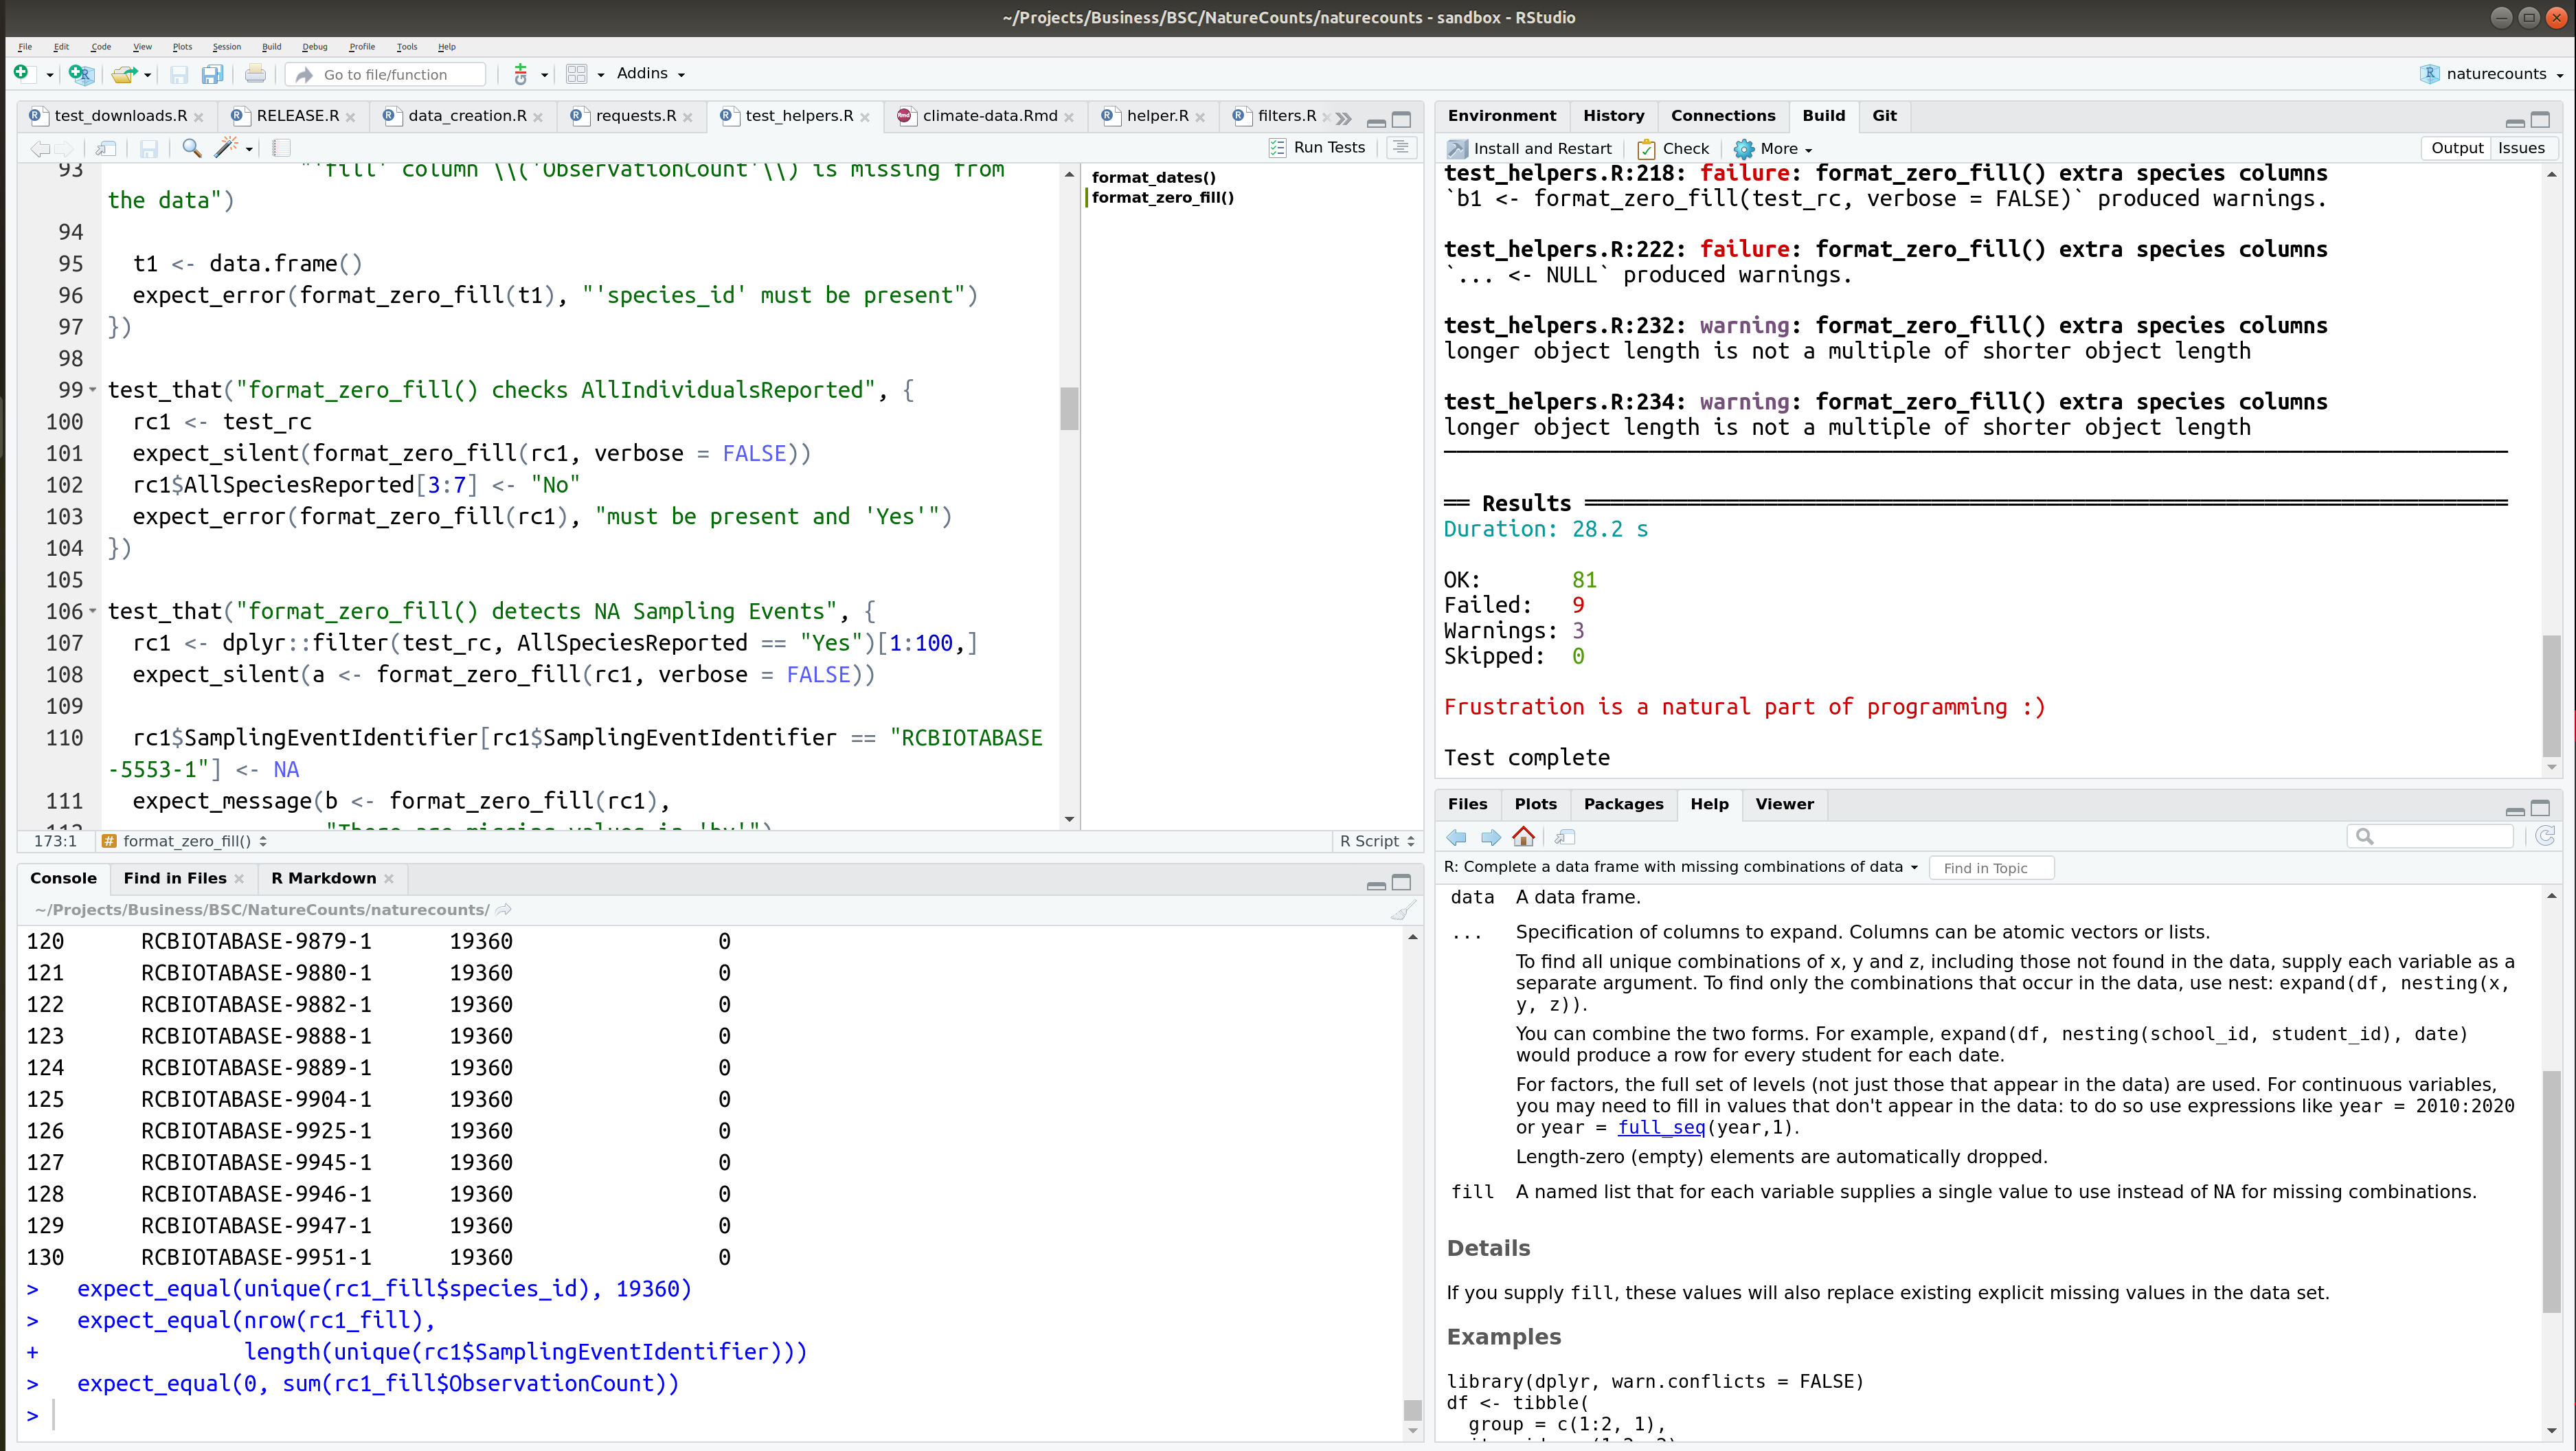 ~/Projects/Business/BSC/NatureCounts/naturecounts - sandbox - RStudio
File Edit Code View Plots Session Build Debug Profile Tools Help
Go to file/function Addins naturecounts
test_downloads.R RELEASE.R data_creation.R requests.R test_helpers.R climate-data.Rmd helper.R filters.R
Run Tests
93 "'fill' column \\('ObservationCount'\\) is missing from
the data")
94
95 t1 <- data.frame()
96 expect_error(format_zero_fill(t1), "'species_id' must be present")
97 })
98
99 test_that("format_zero_fill() checks AllIndividualsReported", {
100 rc1 <- test_rc
101 expect_silent(format_zero_fill(rc1, verbose = FALSE))
102 rc1$AllSpeciesReported[3:7] <- "No"
103 expect_error(format_zero_fill(rc1), "must be present and 'Yes'")
104 })
105
106 test_that("format_zero_fill() detects NA Sampling Events", {
107 rc1 <- dplyr::filter(test_rc, AllSpeciesReported == "Yes")[1:100,]
108 expect_silent(a <- format_zero_fill(rc1, verbose = FALSE))
109
110 rc1$SamplingEventIdentifier[rc1$SamplingEventIdentifier == "RCBIOTABASE
-5553-1"] <- NA
111 expect_message(b <- format_zero_fill(rc1),
112 "There are missing values in 'by'")
173:1 format_zero_fill() R Script
format_dates()
format_zero_fill()
Console Find in Files R Markdown
~/Projects/Business/BSC/NatureCounts/naturecounts/
120 RCBIOTABASE-9879-1 19360 0
121 RCBIOTABASE-9880-1 19360 0
122 RCBIOTABASE-9882-1 19360 0
123 RCBIOTABASE-9888-1 19360 0
124 RCBIOTABASE-9889-1 19360 0
125 RCBIOTABASE-9904-1 19360 0
126 RCBIOTABASE-9925-1 19360 0
127 RCBIOTABASE-9945-1 19360 0
128 RCBIOTABASE-9946-1 19360 0
129 RCBIOTABASE-9947-1 19360 0
130 RCBIOTABASE-9951-1 19360 0
> expect_equal(unique(rc1_fill$species_id), 19360)
> expect_equal(nrow(rc1_fill),
+ length(unique(rc1$SamplingEventIdentifier)))
> expect_equal(0, sum(rc1_fill$ObservationCount))
>
Environment History Connections Build Git
Install and Restart Check More Output Issues
test_helpers.R:218: failure: format_zero_fill() extra species columns
`b1 <- format_zero_fill(test_rc, verbose = FALSE)` produced warnings.
test_helpers.R:222: failure: format_zero_fill() extra species columns
`... <- NULL` produced warnings.
test_helpers.R:232: warning: format_zero_fill() extra species columns
longer object length is not a multiple of shorter object length
test_helpers.R:234: warning: format_zero_fill() extra species columns
longer object length is not a multiple of shorter object length
══ Results ══
Duration: 28.2 s
OK: 81
Failed: 9
Warnings: 3
Skipped: 0
Frustration is a natural part of programming :)
Test complete
Files Plots Packages Help Viewer
R: Complete a data frame with missing combinations of data Find in Topic
data A data frame.
... Specification of columns to expand. Columns can be atomic vectors or lists.
To find all unique combinations of x, y and z, including those not found in the data, supply each variable as a
separate argument. To find only the combinations that occur in the data, use nest: expand(df, nesting(x,
y, z)).
You can combine the two forms. For example, expand(df, nesting(school_id, student_id), date)
would produce a row for every student for each date.
For factors, the full set of levels (not just those that appear in the data) are used. For continuous variables,
you may need to fill in values that don't appear in the data: to do so use expressions like year = 2010:2020
or year = full_seq(year,1).
Length-zero (empty) elements are automatically dropped.
fill A named list that for each variable supplies a single value to use instead of NA for missing combinations.
Details
If you supply fill, these values will also replace existing explicit missing values in the data set.
Examples
library(dplyr, warn.conflicts = FALSE)
df <- tibble(
group = c(1:2, 1),